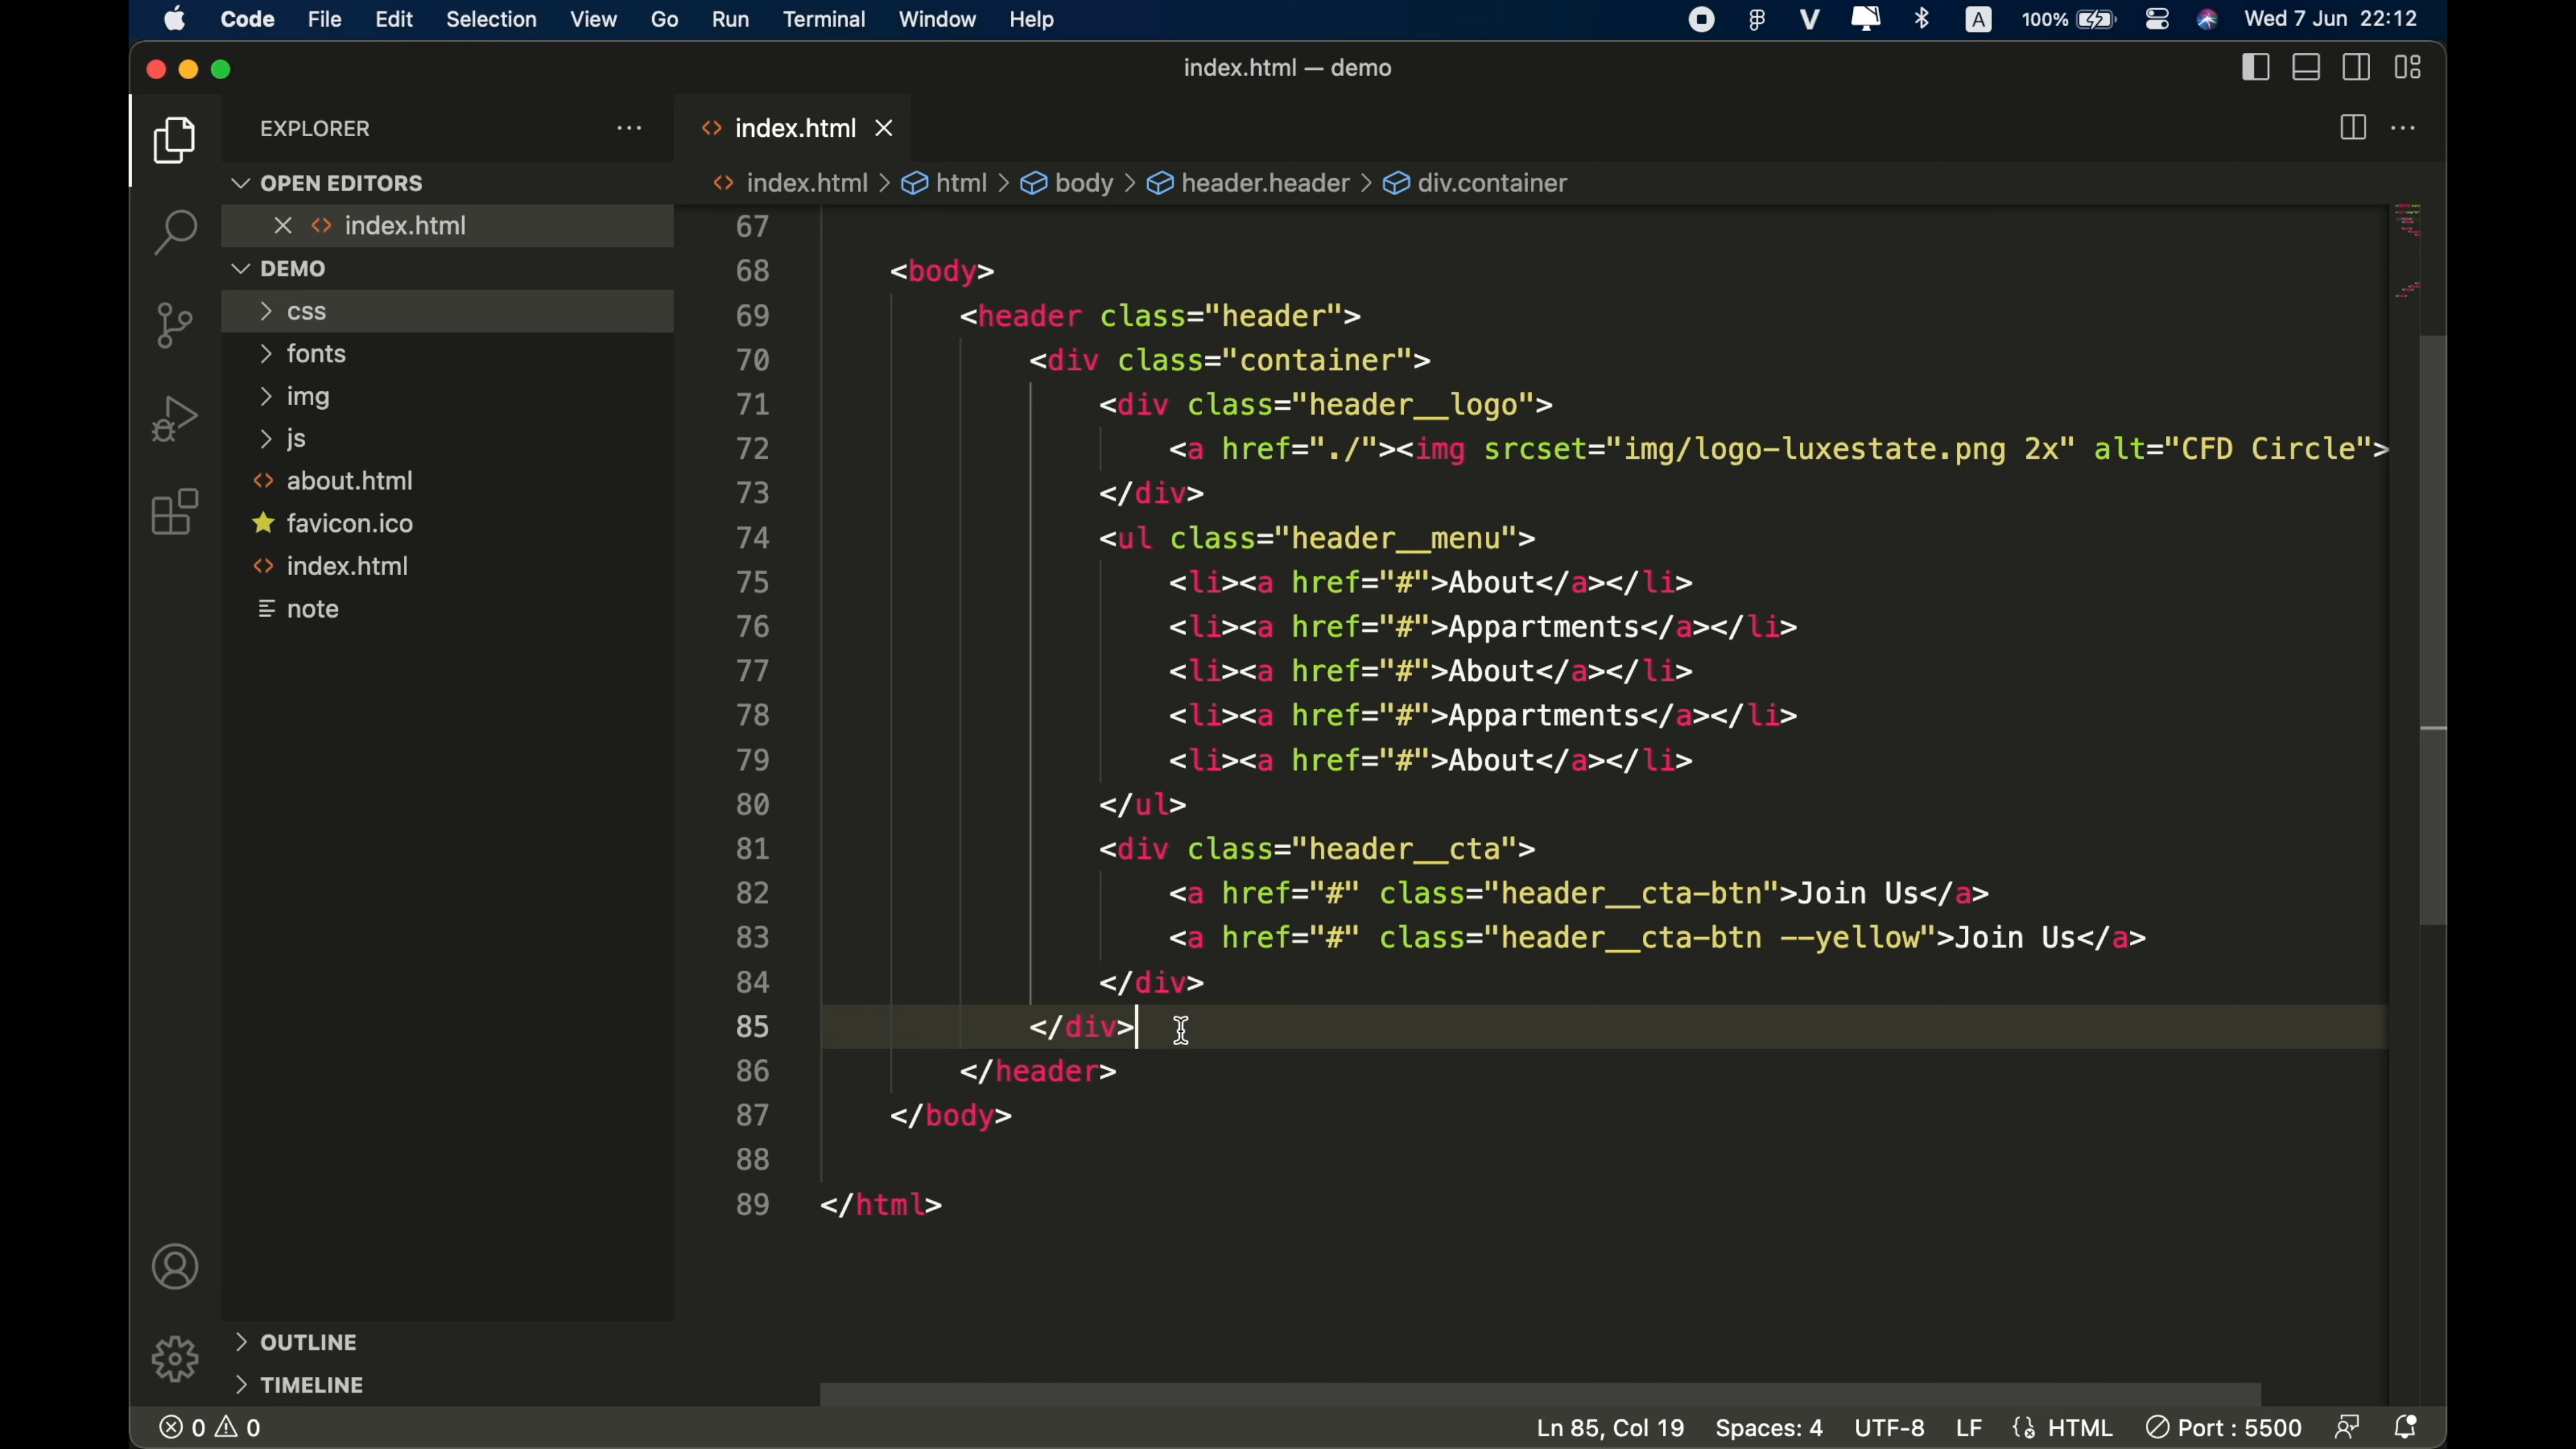 Code File Edit Selection View Go Run Terminal Window Help A 100% Wed 7 Jun 22:12
index.html — demo
EXPLORER
OPEN EDITORS
index.html
DEMO
css
fonts
img
js
about.html
favicon.ico
index.html
note
OUTLINE
TIMELINE
index.html
index.html > html > body > header.header > div.container
67
68 <body>
69 <header class="header">
70 <div class="container">
71 <div class="header__logo">
72 <a href="./"><img srcset="img/logo-luxestate.png 2x" alt="CFD Circle">
73 </div>
74 <ul class="header__menu">
75 <li><a href="#">About</a></li>
76 <li><a href="#">Appartments</a></li>
77 <li><a href="#">About</a></li>
78 <li><a href="#">Appartments</a></li>
79 <li><a href="#">About</a></li>
80 </ul>
81 <div class="header__cta">
82 <a href="#" class="header__cta-btn">Join Us</a>
83 <a href="#" class="header__cta-btn --yellow">Join Us</a>
84 </div>
85 </div>
86 </header>
87 </body>
88
89 </html>
0 0 Ln 85, Col 19 Spaces: 4 UTF-8 LF HTML Port : 5500